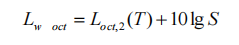 L_w oct = L_oct,2(T) + 10 lg S